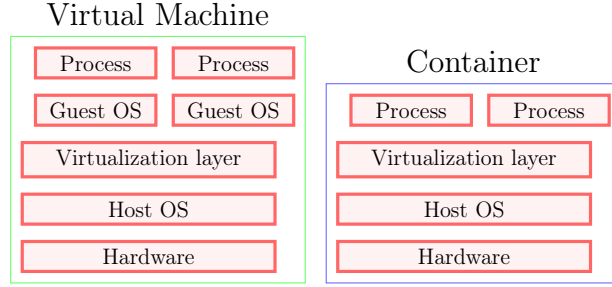 Virtual Machine
Process
Process
Guest OS
Guest OS
Virtualization layer
Host OS
Hardware
Container
Process
Process
Virtualization layer
Host OS
Hardware